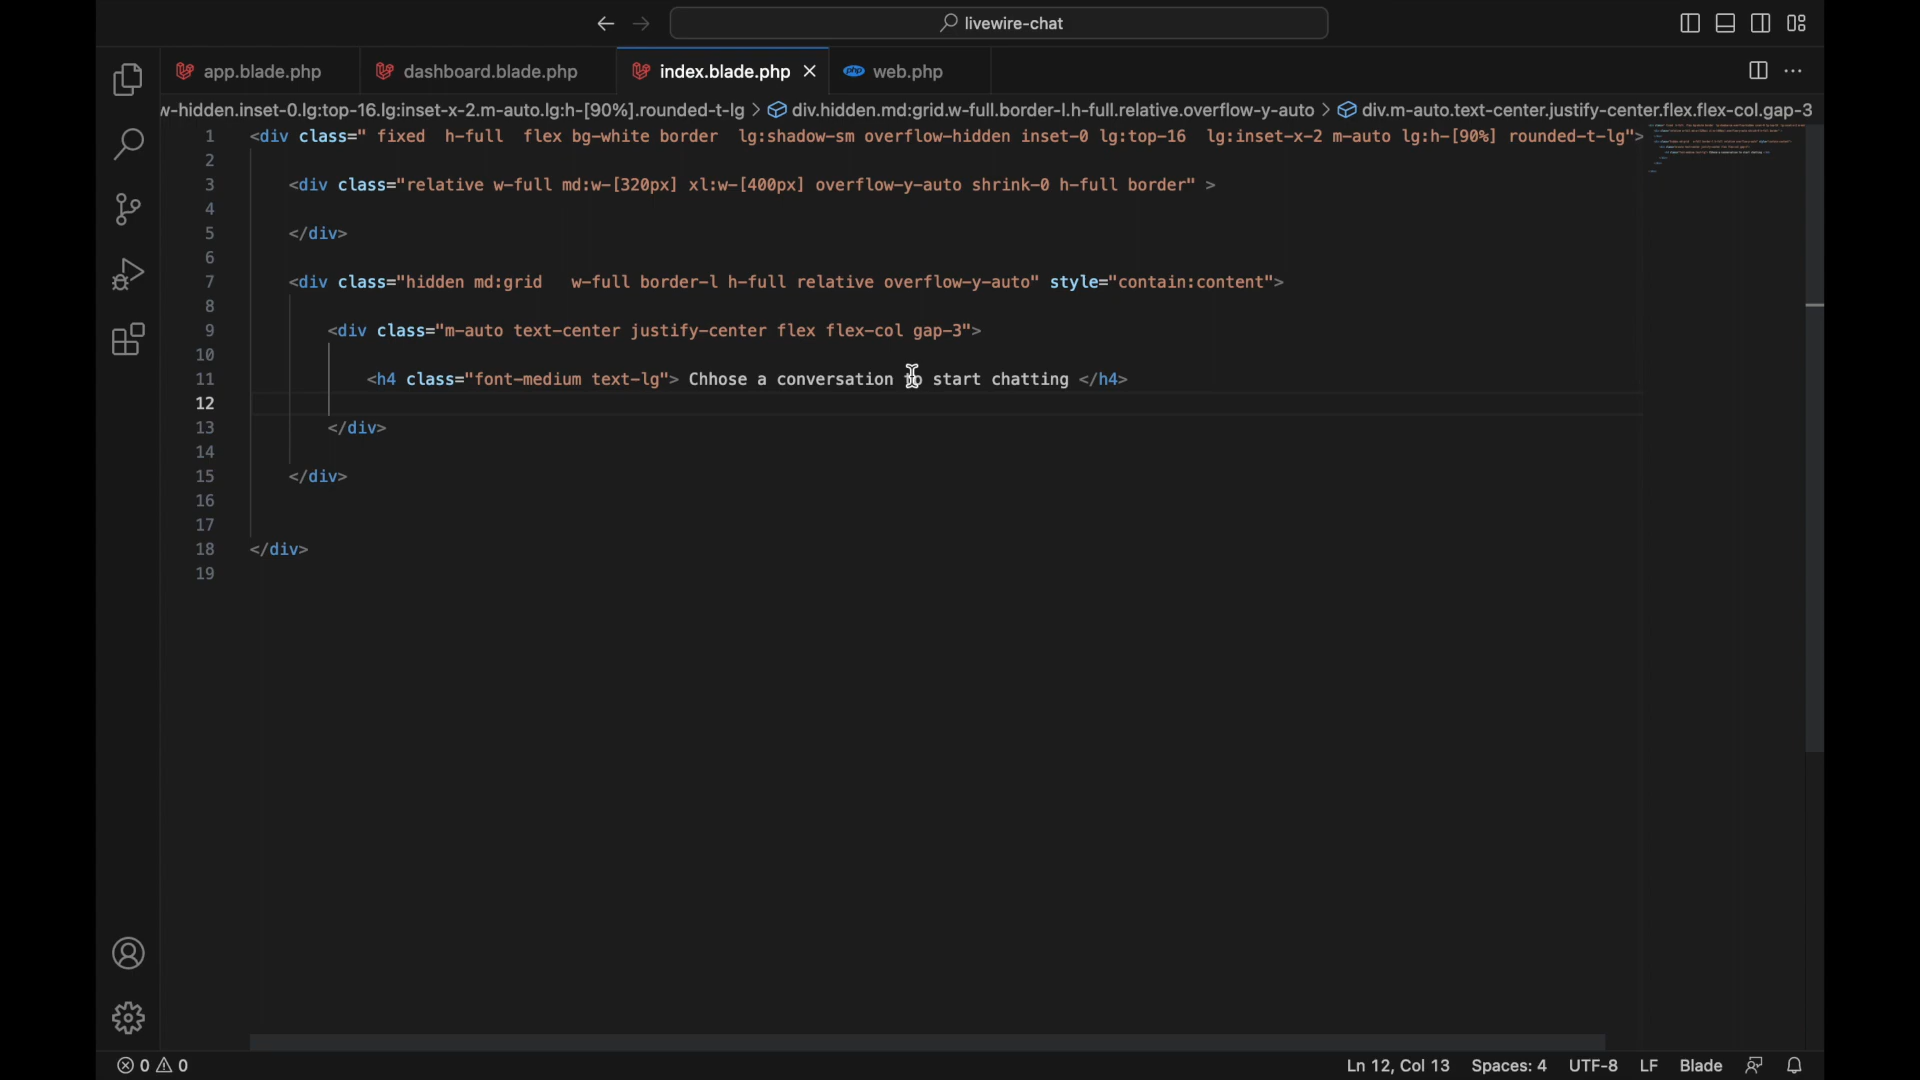 livewire-chat
app.blade.php dashboard.blade.php index.blade.php web.php
w-hidden.inset-0.lg:top-16.lg:inset-x-2.m-auto.lg:h-[90%].rounded-t-lg > div.hidden.md:grid.w-full.border-l.h-full.relative.overflow-y-auto > div.m-auto.text-center.justify-center.flex.flex-col.gap-3
1 <div class=" fixed  h-full  flex bg-white border  lg:shadow-sm overflow-hidden inset-0 lg:top-16  lg:inset-x-2 m-auto lg:h-[90%] rounded-t-lg">
2
3 <div class="relative w-full md:w-[320px] xl:w-[400px] overflow-y-auto shrink-0 h-full border" >
4
5 </div>
6
7 <div class="hidden md:grid   w-full border-l h-full relative overflow-y-auto" style="contain:content">
8
9 <div class="m-auto text-center justify-center flex flex-col gap-3">
10
11 <h4 class="font-medium text-lg"> Chhose a conversation to start chatting </h4>
12
13 </div>
14
15 </div>
16
17
18 </div>
19
0 0 Ln 12, Col 13 Spaces: 4 UTF-8 LF Blade